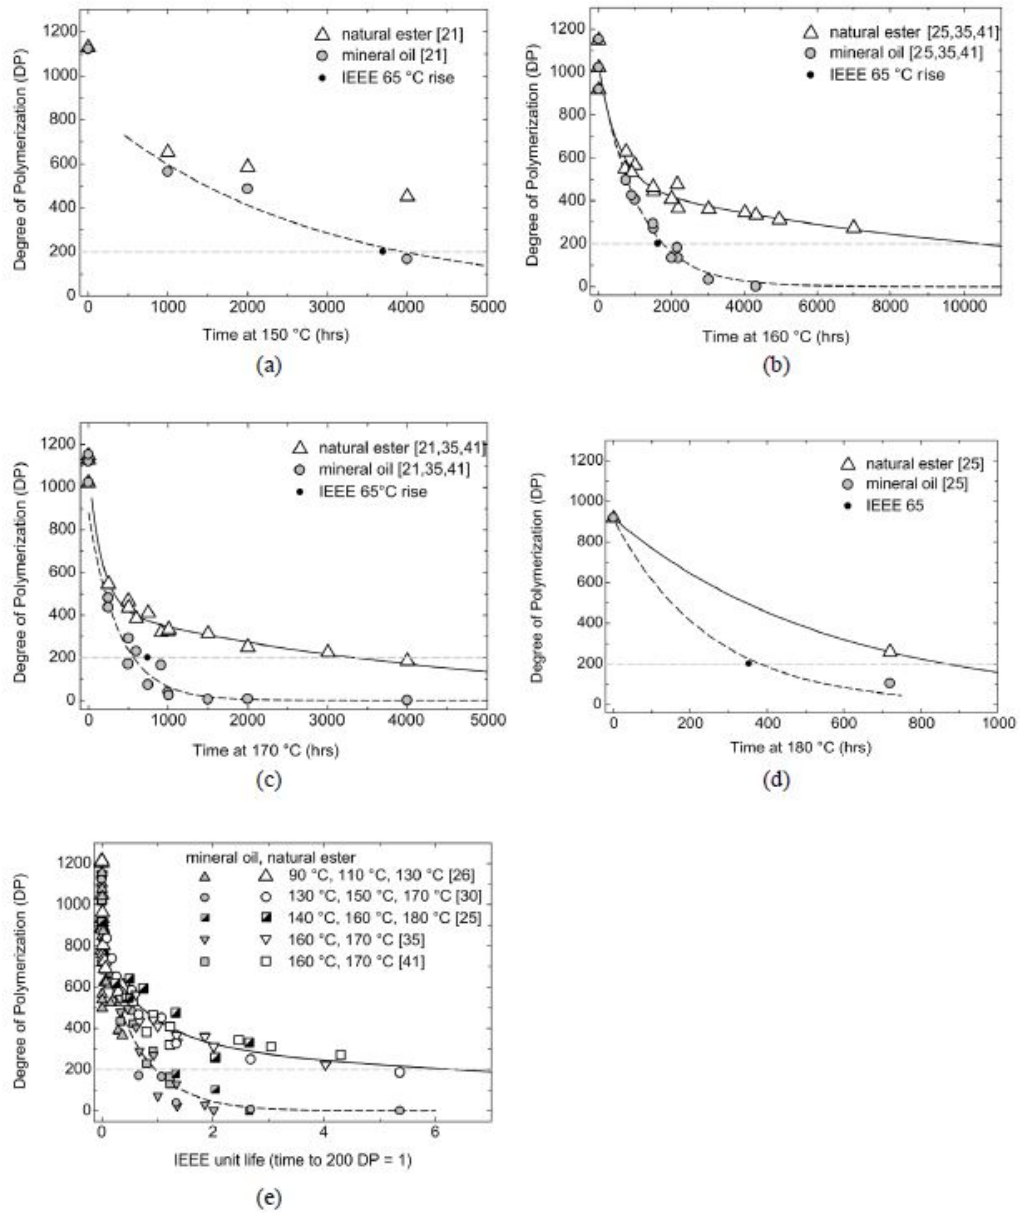 1200
1000
800
600
400
200
0
Degree of Polymerization (DP)
natural ester [21]
mineral oil [21]
IEEE 65 °C rise
0 1000 2000 3000 4000 5000
Time at 150 °C (hrs)
(a)
1200
1000
800
600
400
200
0
Degree of Polymerization (DP)
natural ester [25,35,41]
mineral oil [25,35,41]
IEEE 65 °C rise
0 2000 4000 6000 8000 10000
Time at 160 °C (hrs)
(b)
1200
1000
800
600
400
200
0
Degree of Polymerization (DP)
natural ester [21,35,41]
mineral oil [21,35,41]
IEEE 65°C rise
0 1000 2000 3000 4000 5000
Time at 170 °C (hrs)
(c)
1200
1000
800
600
400
200
0
Degree of Polymerization (DP)
natural ester [25]
mineral oil [25]
IEEE 65
0 200 400 600 800 1000
Time at 180 °C (hrs)
(d)
1200
1000
800
600
400
200
0
Degree of Polymerization (DP)
mineral oil, natural ester
90 °C, 110 °C, 130 °C [26]
130 °C, 150 °C, 170 °C [30]
140 °C, 160 °C, 180 °C [25]
160 °C, 170 °C [35]
160 °C, 170 °C [41]
0 2 4 6
IEEE unit life (time to 200 DP = 1)
(e)